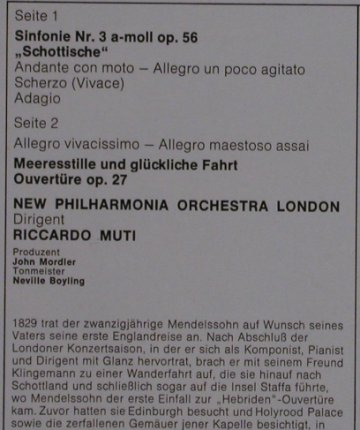 Seite 1
Sinfonie Nr. 3 a-moll op. 56
„Schottische“
Andante con moto – Allegro un poco agitato
Scherzo (Vivace)
Adagio
Seite 2
Allegro vivacissimo – Allegro maestoso assai
Meeresstille und glückliche Fahrt
Ouvertüre op. 27
NEW PHILHARMONIA ORCHESTRA LONDON
Dirigent
RICCARDO MUTI
Produzent
John Mordler
Tonmeister
Neville Boyling
1829 trat der zwanzigjährige Mendelssohn auf Wunsch seines
Vaters seine erste Englandreise an. Nach Abschluß der
Londoner Konzertsaison, in der er sich als Komponist, Pianist
und Dirigent mit Glanz hervortrat, brach er mit seinem Freund
Klingemann zu einer Wanderfahrt auf, die sie hinauf nach
Schottland und schließlich sogar auf die Insel Staffa führte,
wo Mendelssohn der erste Einfall zur „Hebriden“-Ouvertüre
kam. Zuvor hatten sie Edinburgh besucht und Holyrood Palace
sowie die zerfallenen Gemäuer jener Kapelle besichtigt, in